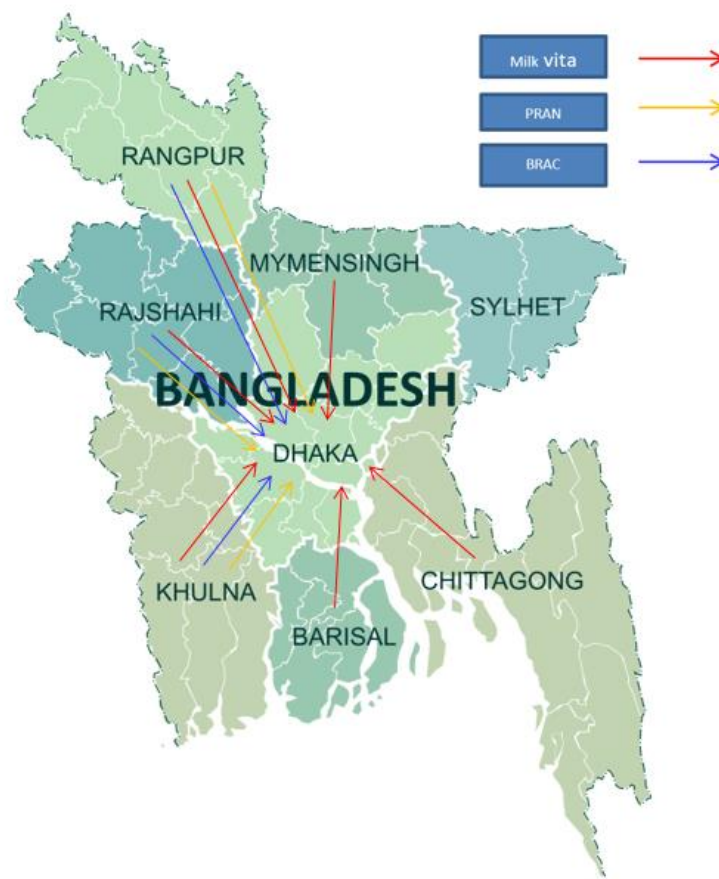 Milk vita
PRAN
BRAC
RANGPUR
MYMENSINGH
SYLHET
RAJSHAHI
BANGLADESH
DHAKA
KHULNA
CHITTAGONG
BARISAL